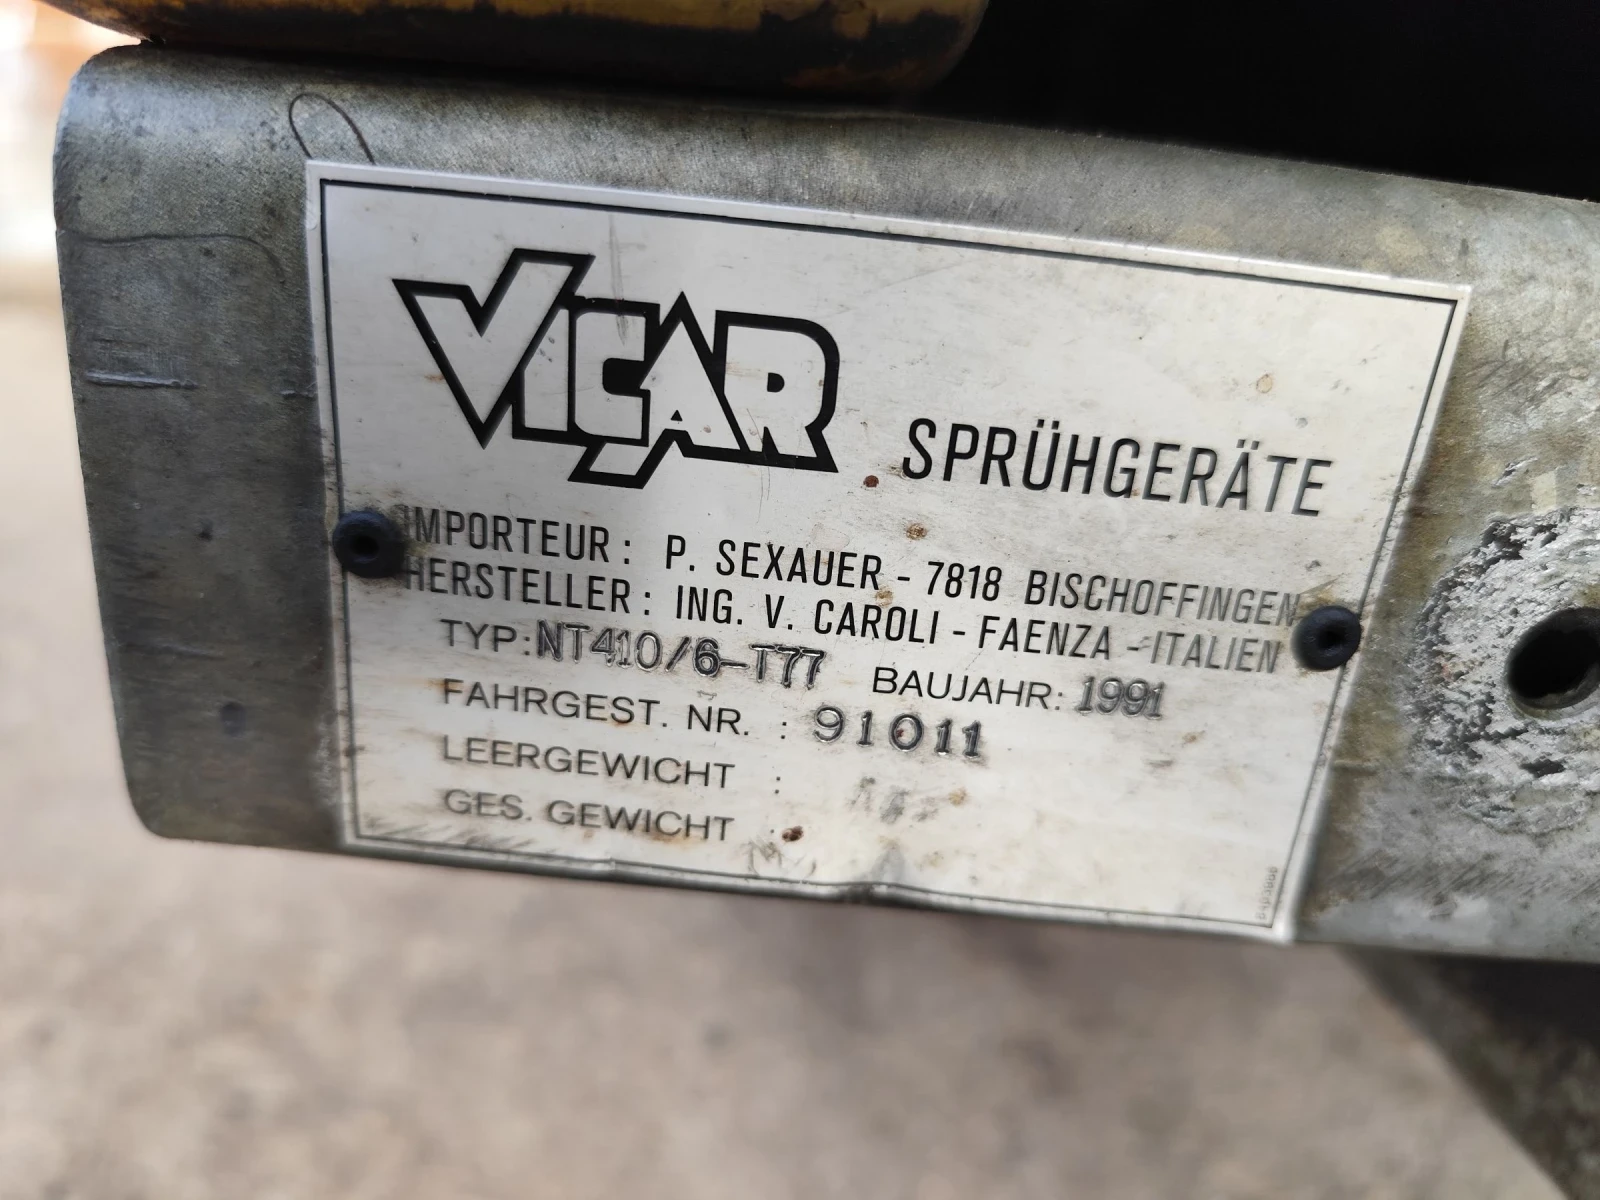 VICAR SPRÜHGERÄTE
IMPORTEUR: P. SEXAUER - 7818 BISCHOFFINGEN
HERSTELLER: ING. V. CAROLI - FAENZA - ITALIEN
TYP: NT410/6-T77 BAUJAHR: 1991
FAHRGEST. NR. : 91011
LEERGEWICHT :
GES. GEWICHT :